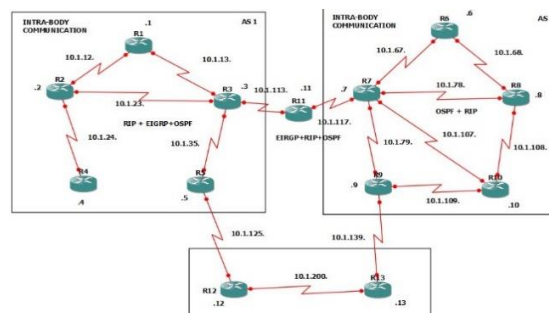 INTRA-BODY
COMMUNICATION
AS 1
R1
.1
10.1.12.
10.1.13.
.2
R2
R3
.3
10.1.23.
10.1.113.
RIP + EIGRP+OSPF
10.1.24.
10.1.35.
R4
.4
R5
.5
.11
R11
10.1.117.
EIRGP+RIP+OSPF
INTRA-BODY
COMMUNICATION
AS
R6
.6
10.1.67.
10.1.68.
.7
R7
10.1.78.
R8
.8
OSPF + RIP
10.1.107.
10.1.79.
10.1.108.
R9
.9
R10
10.1.109.
.10
10.1.125.
10.1.139.
10.1.200.
R12
.12
R13
.13